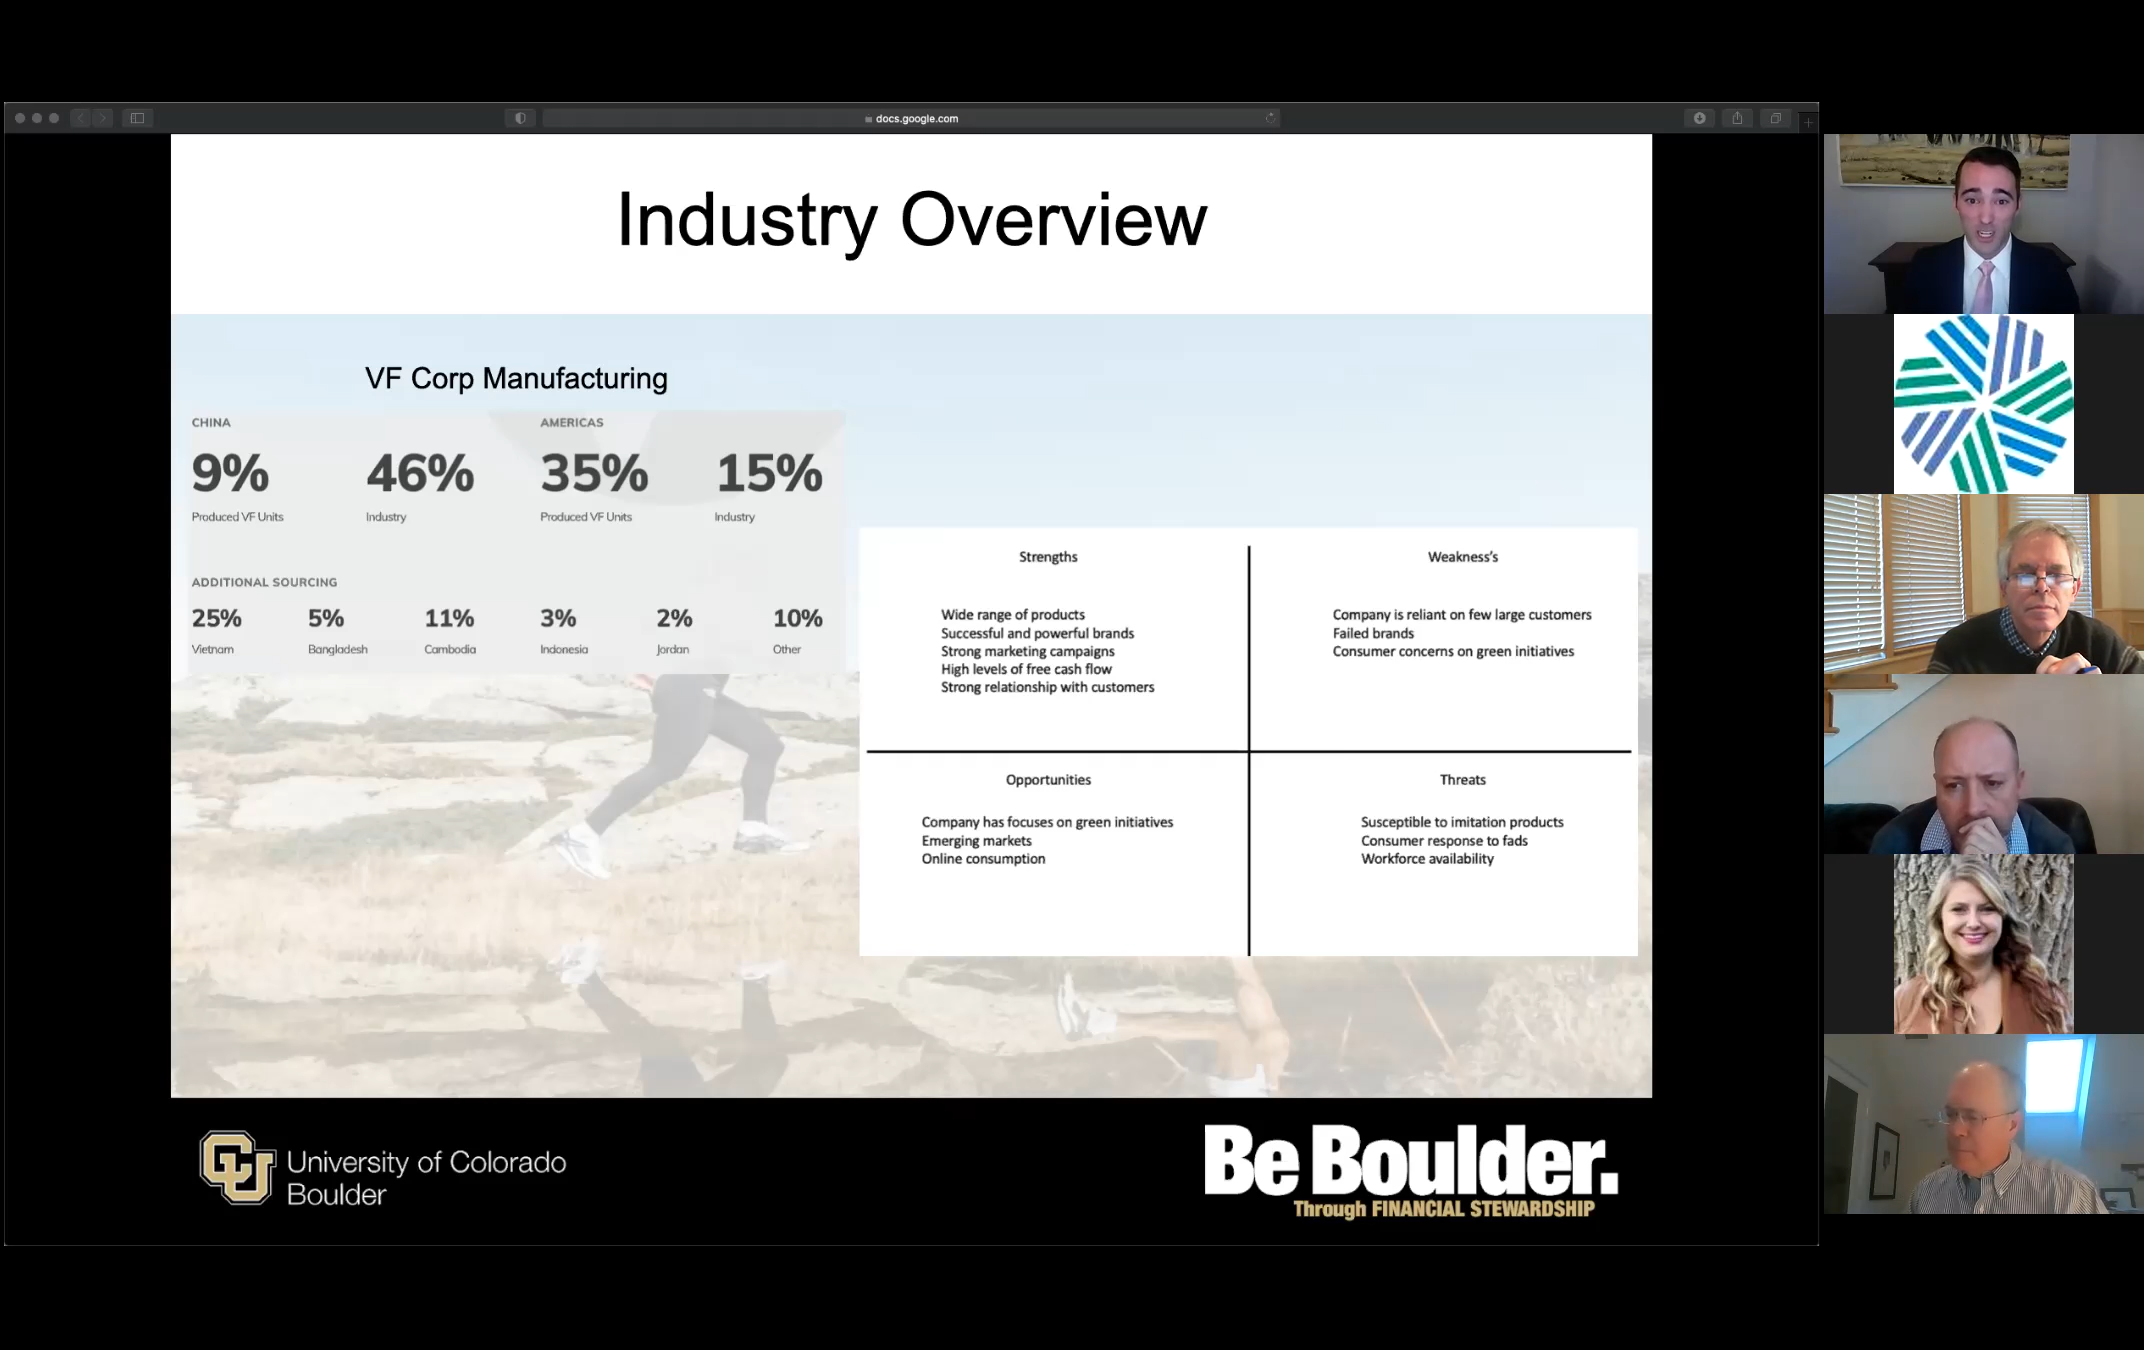 docs.google.com
Industry Overview
VF Corp Manufacturing
CHINA
AMERICAS
9%
46%
35%
15%
Produced VF Units
Industry
Produced VF Units
Industry
ADDITIONAL SOURCING
25%
5%
11%
3%
2%
10%
Vietnam
Bangladesh
Cambodia
Indonesia
Jordan
Other
Strengths
Wide range of products
Successful and powerful brands
Strong marketing campaigns
High levels of free cash flow
Strong relationship with customers
Weakness's
Company is reliant on few large customers
Failed brands
Consumer concerns on green initiatives
Opportunities
Company has focuses on green initiatives
Emerging markets
Online consumption
Threats
Susceptible to imitation products
Consumer response to fads
Workforce availability
CU
University of Colorado
Boulder
Be Boulder.
Through FINANCIAL STEWARDSHIP